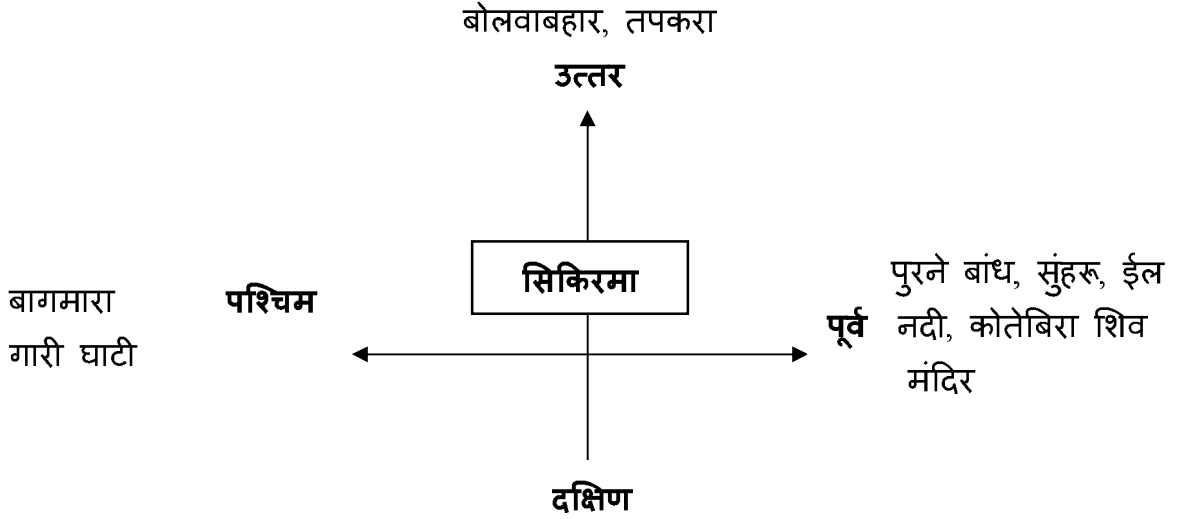 बोलवाबहार, तपकरा
उत्तर
सिकिरमा
बागमारा
गारी घाटी
पश्चिम
पूर्व
पुरने बांध, सुंहरू, ईल
नदी, कोतेबिरा शिव
मंदिर
दक्षिण